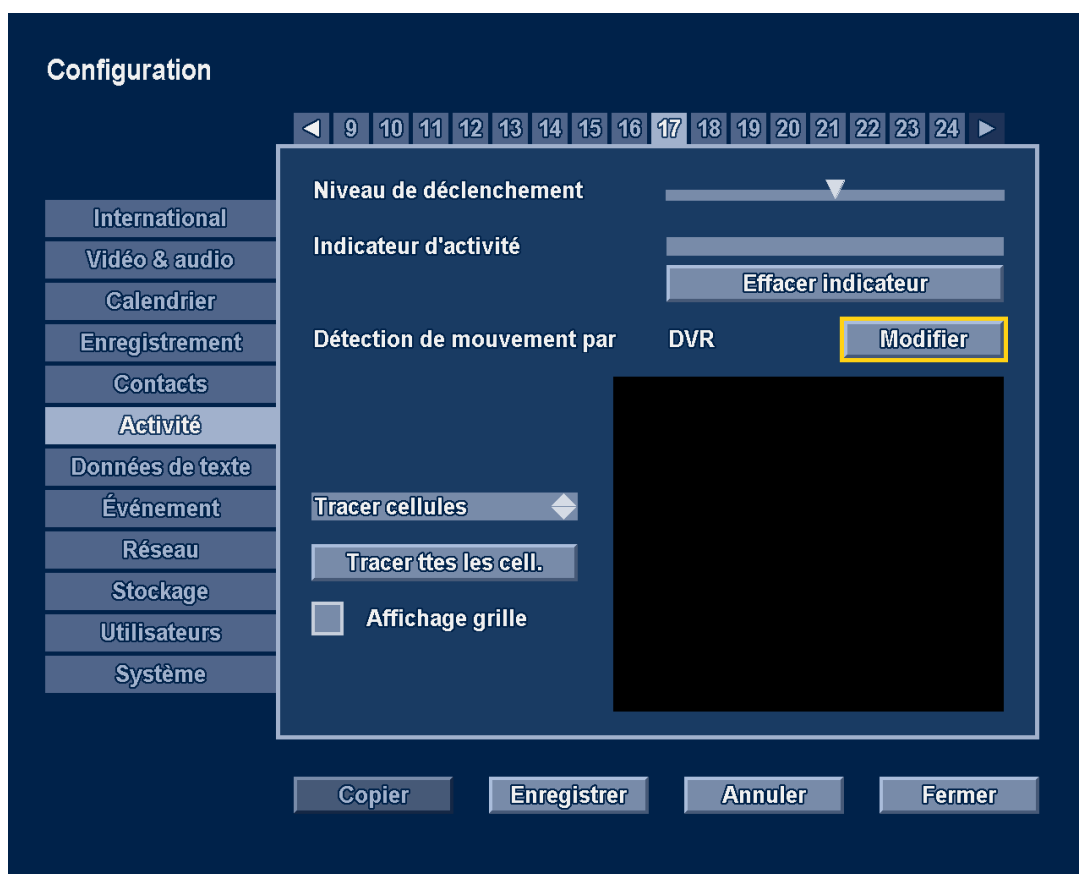 Configuration
9 10 11 12 13 14 15 16 17 18 19 20 21 22 23 24
International
Vidéo & audio
Calendrier
Enregistrement
Contacts
Activité
Données de texte
Événement
Réseau
Stockage
Utilisateurs
Système
Niveau de déclenchement
Indicateur d'activité
Effacer indicateur
Détection de mouvement par DVR Modifier
Tracer cellules
Tracer ttes les cell.
Affichage grille
Copier Enregistrer Annuler Fermer